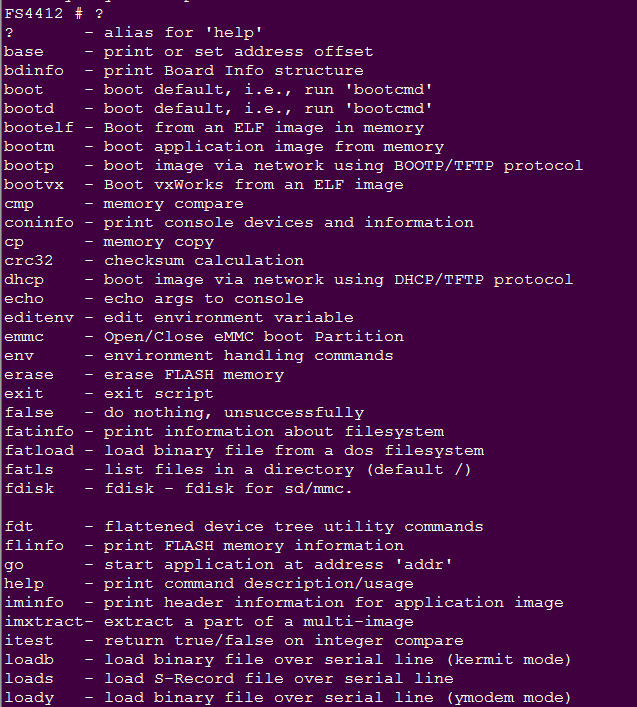 FS4412 # ?
?       - alias for 'help'
base    - print or set address offset
bdinfo  - print Board Info structure
boot    - boot default, i.e., run 'bootcmd'
bootd   - boot default, i.e., run 'bootcmd'
bootelf - Boot from an ELF image in memory
bootm   - boot application image from memory
bootp   - boot image via network using BOOTP/TFTP protocol
bootvx  - Boot vxWorks from an ELF image
cmp     - memory compare
coninfo - print console devices and information
cp      - memory copy
crc32   - checksum calculation
dhcp    - boot image via network using DHCP/TFTP protocol
echo    - echo args to console
editenv - edit environment variable
emmc    - Open/Close eMMC boot Partition
env     - environment handling commands
erase   - erase FLASH memory
exit    - exit script
false   - do nothing, unsuccessfully
fatinfo - print information about filesystem
fatload - load binary file from a dos filesystem
fatls   - list files in a directory (default /)
fdisk   - fdisk - fdisk for sd/mmc.

fdt     - flattened device tree utility commands
flinfo  - print FLASH memory information
go      - start application at address 'addr'
help    - print command description/usage
iminfo  - print header information for application image
imxtract- extract a part of a multi-image
itest   - return true/false on integer compare
loadb   - load binary file over serial line (kermit mode)
loads   - load S-Record file over serial line
loady   - load binary file over serial line (ymodem mode)